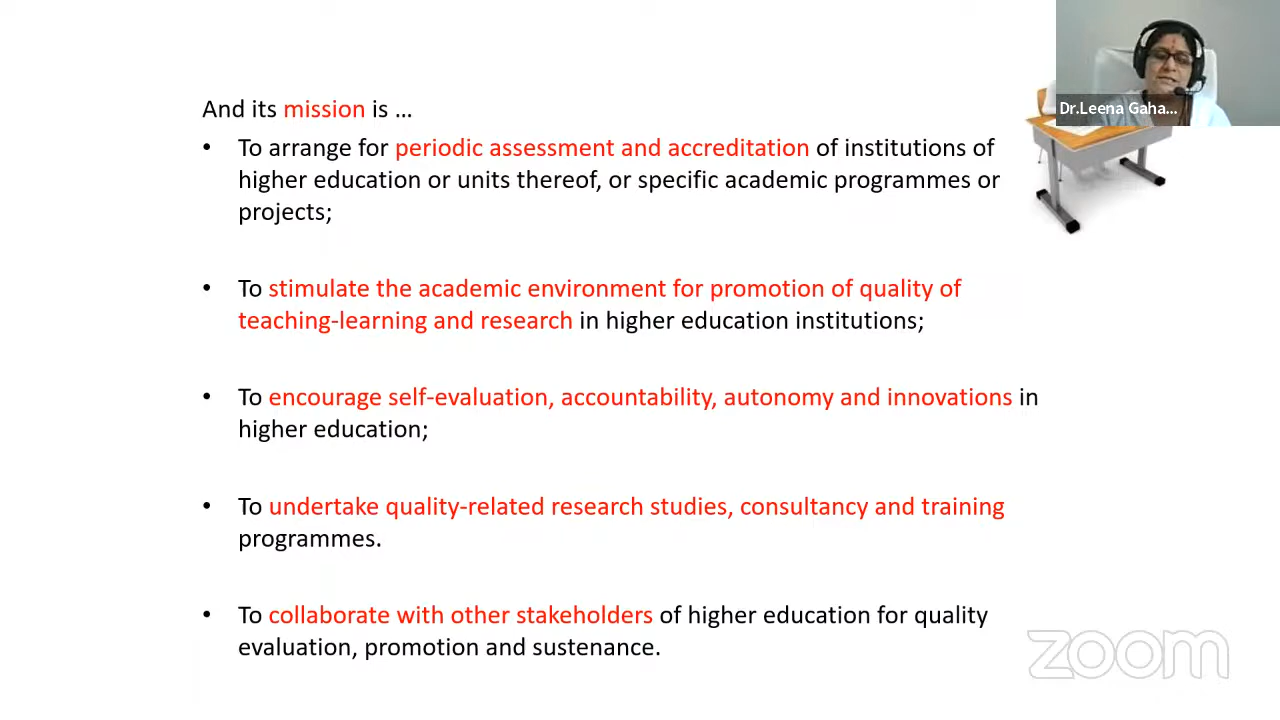 And its mission is ...
• To arrange for periodic assessment and accreditation of institutions of
higher education or units thereof, or specific academic programmes or
projects;
• To stimulate the academic environment for promotion of quality of
teaching-learning and research in higher education institutions;
• To encourage self-evaluation, accountability, autonomy and innovations in
higher education;
• To undertake quality-related research studies, consultancy and training
programmes.
• To collaborate with other stakeholders of higher education for quality
evaluation, promotion and sustenance.
Dr.Leena Gaha...
zoom